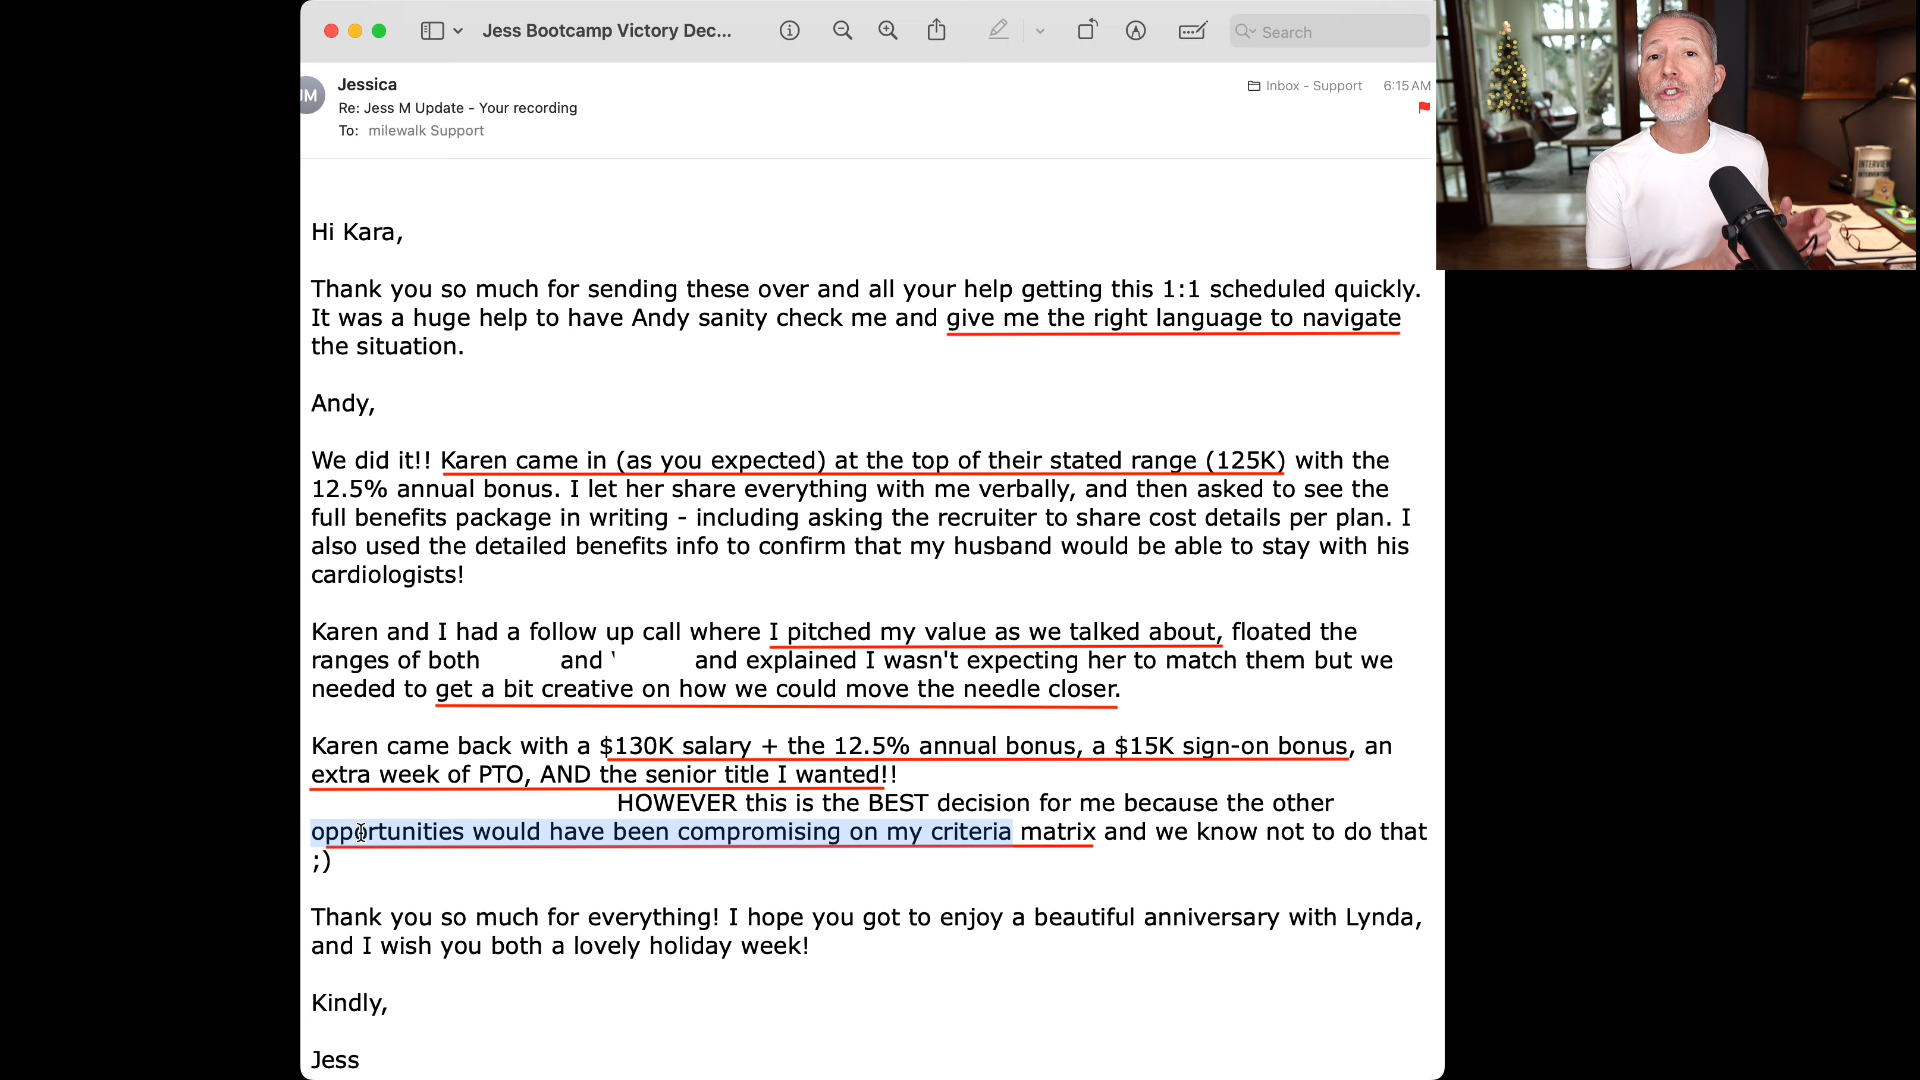 Jess Bootcamp Victory Dec...
Search
JM
Jessica
Inbox - Support
6:15 AM
Re: Jess M Update - Your recording
To: milewalk Support
Hi Kara,
Thank you so much for sending these over and all your help getting this 1:1 scheduled quickly.
It was a huge help to have Andy sanity check me and give me the right language to navigate
the situation.
Andy,
We did it!! Karen came in (as you expected) at the top of their stated range (125K) with the
12.5% annual bonus. I let her share everything with me verbally, and then asked to see the
full benefits package in writing - including asking the recruiter to share cost details per plan. I
also used the detailed benefits info to confirm that my husband would be able to stay with his
cardiologists!
Karen and I had a follow up call where I pitched my value as we talked about, floated the
ranges of both and ' and explained I wasn't expecting her to match them but we
needed to get a bit creative on how we could move the needle closer.
Karen came back with a $130K salary + the 12.5% annual bonus, a $15K sign-on bonus, an
extra week of PTO, AND the senior title I wanted!!
HOWEVER this is the BEST decision for me because the other
opportunities would have been compromising on my criteria matrix and we know not to do that
;)
Thank you so much for everything! I hope you got to enjoy a beautiful anniversary with Lynda,
and I wish you both a lovely holiday week!
Kindly,
Jess
INTERVIEW
INTERVENTION